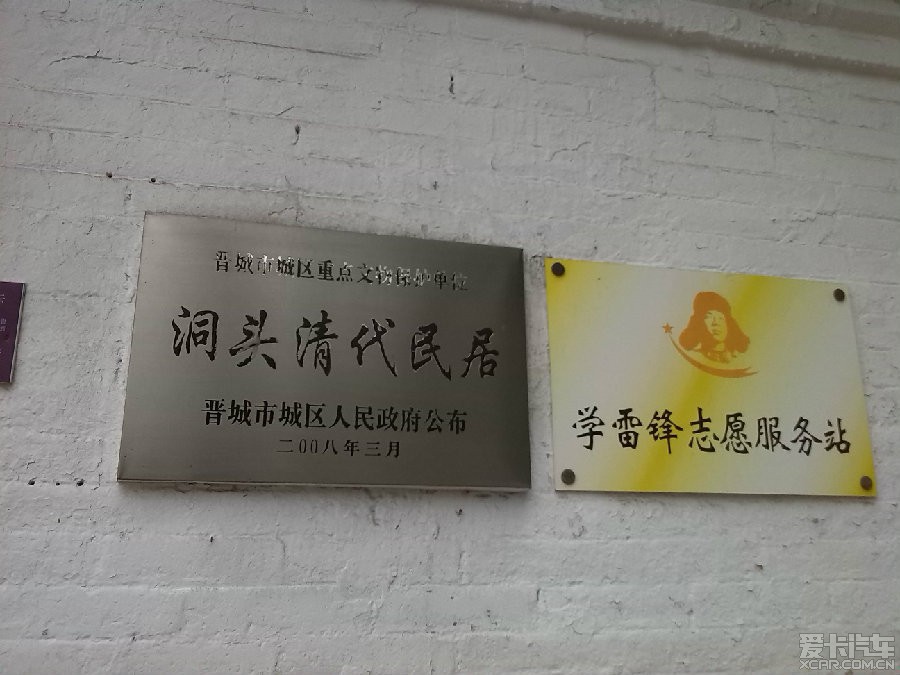 晋城市城区重点文物保护单位
洞头清代民居
晋城市城区人民政府公布
二00八年三月
学雷锋志愿服务站
爱卡汽车
XCAR.COM.CN